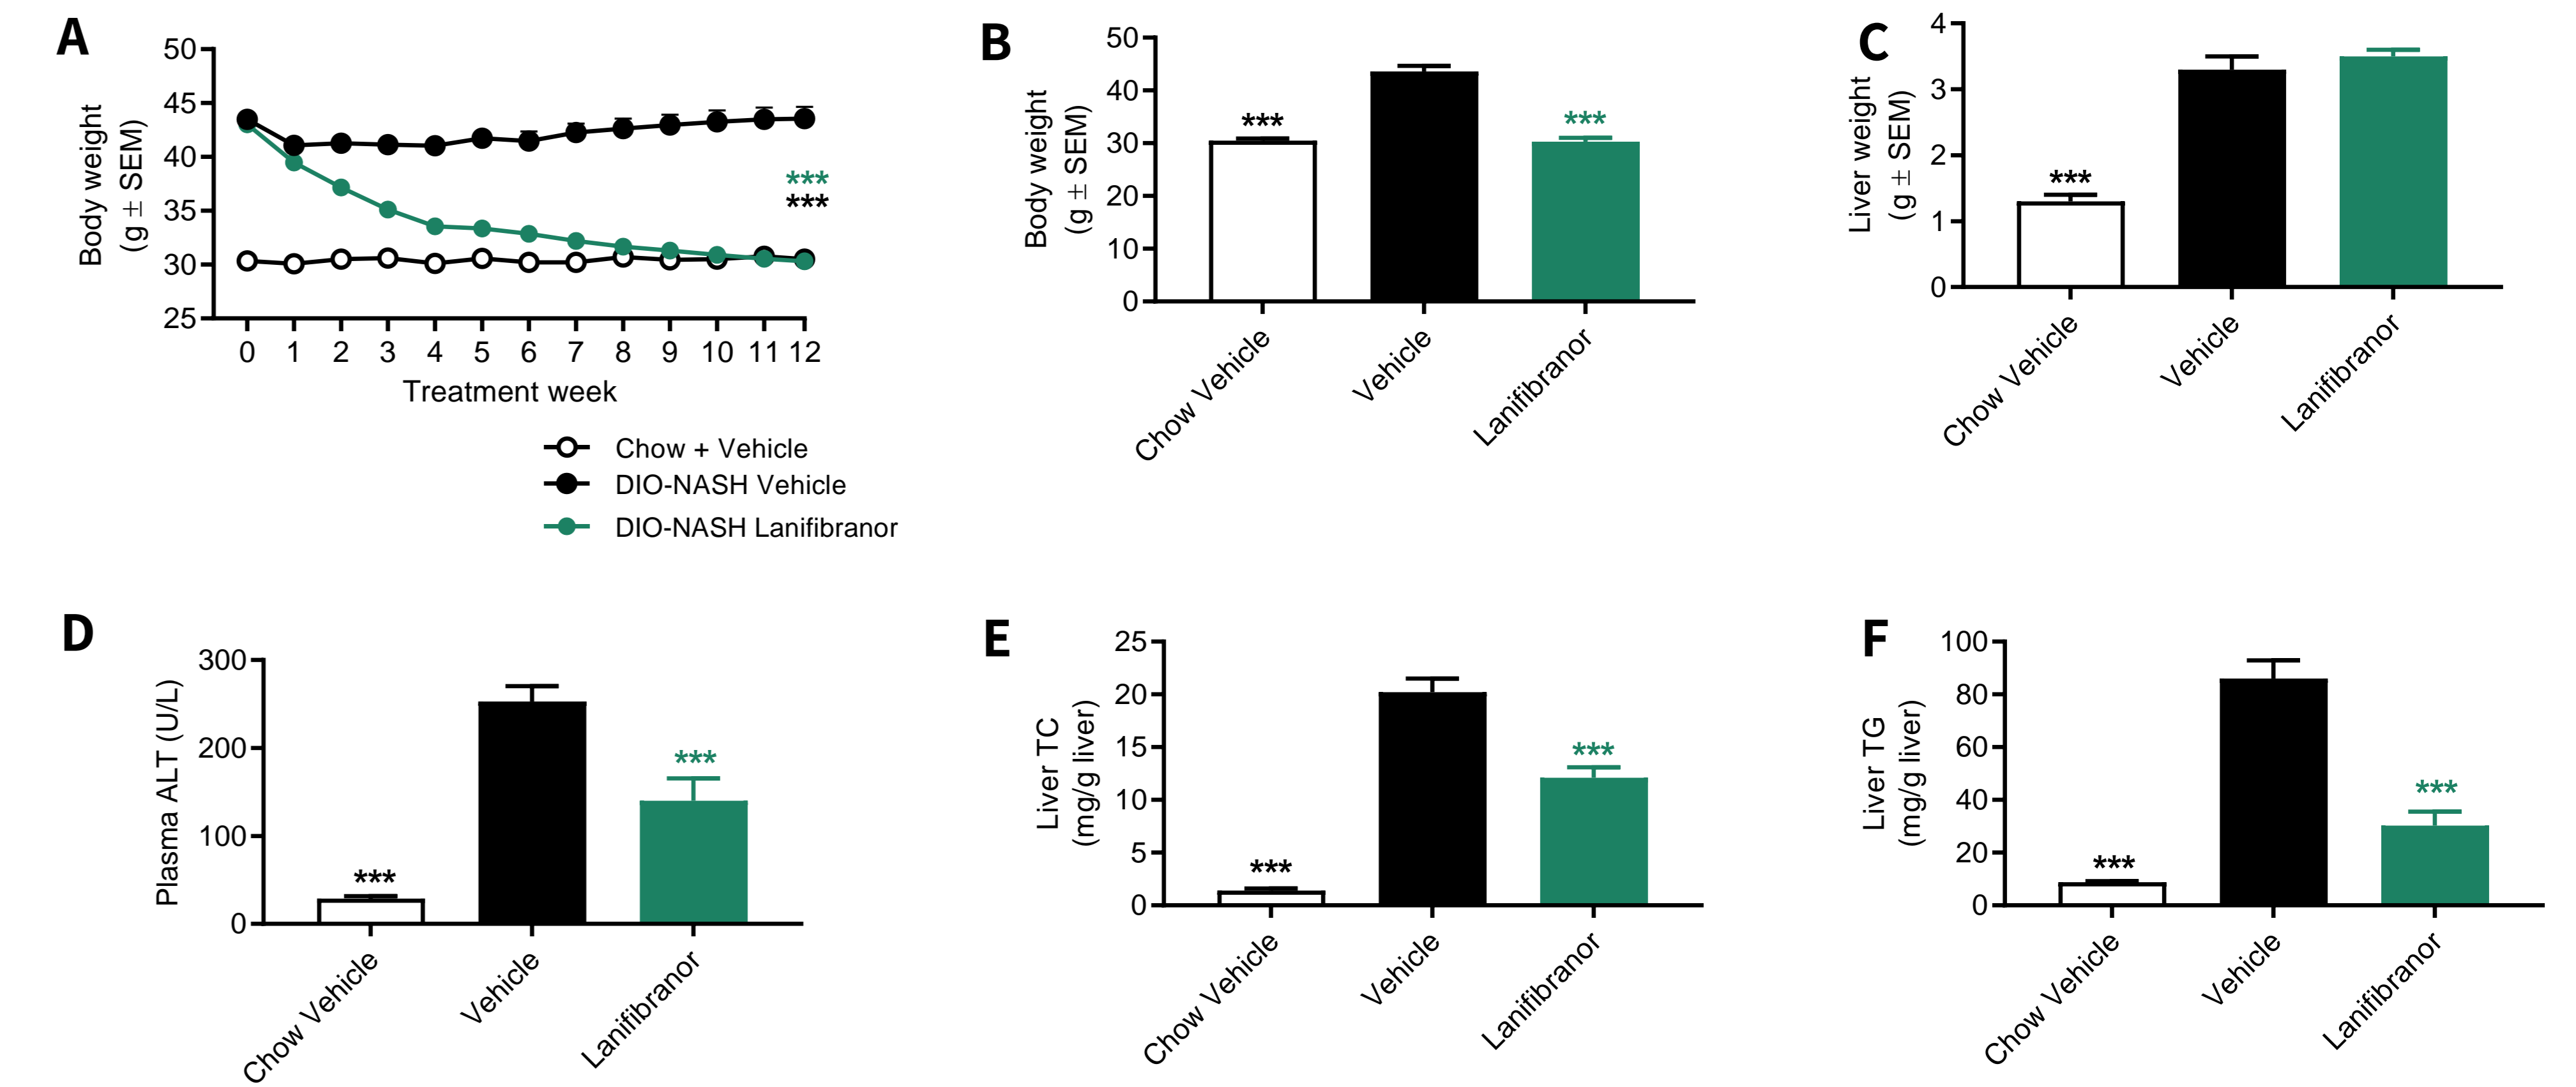 A
50
45
40
35
30
25
Body weight
(g ± SEM)
***
***
0 1 2 3 4 5 6 7 8 9 10 11 12
Treatment week
Chow + Vehicle
DIO-NASH Vehicle
DIO-NASH Lanifibranor
B
50
40
30
20
10
0
Body weight
(g ± SEM)
***
***
Chow Vehicle
Vehicle
Lanifibranor
C
4
3
2
1
0
Liver weight
(g ± SEM)
***
Chow Vehicle
Vehicle
Lanifibranor
D
300
200
100
0
Plasma ALT (U/L)
***
***
Chow Vehicle
Vehicle
Lanifibranor
E
25
20
15
10
5
0
Liver TC
(mg/g liver)
***
***
Chow Vehicle
Vehicle
Lanifibranor
F
100
80
60
40
20
0
Liver TG
(mg/g liver)
***
***
Chow Vehicle
Vehicle
Lanifibranor